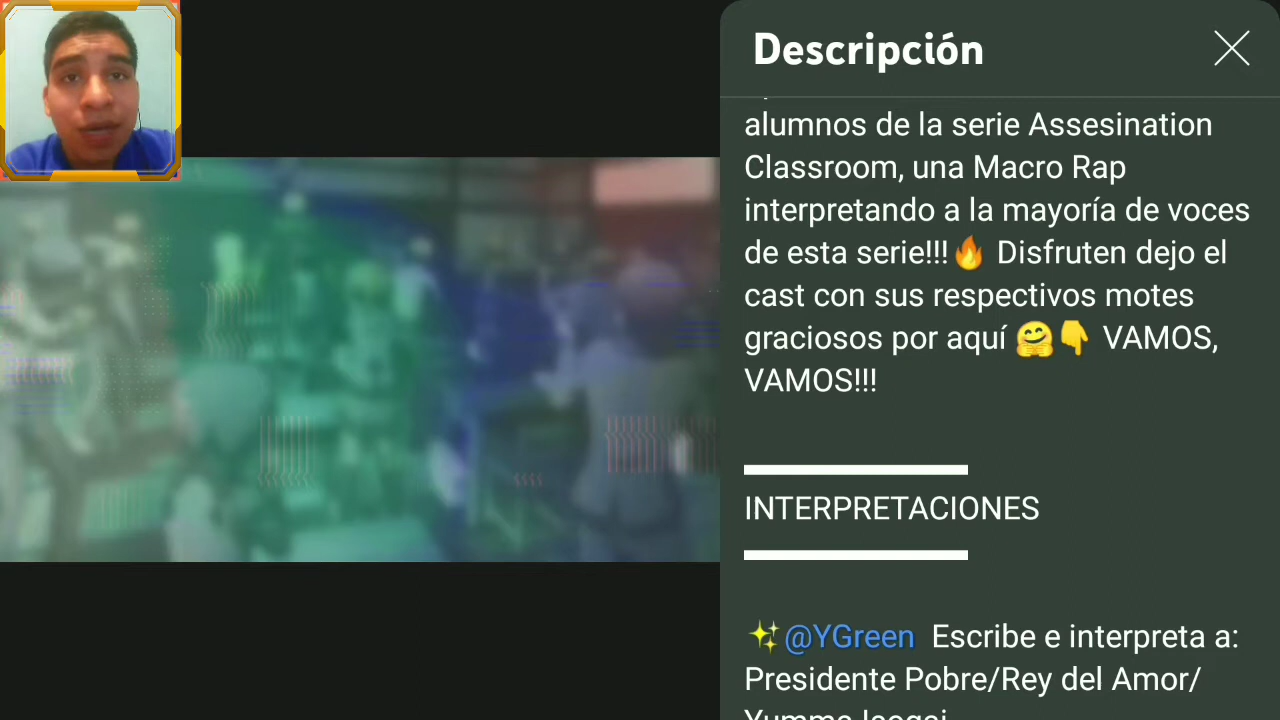 Descripción
alumnos de la serie Assesination
Classroom, una Macro Rap
interpretando a la mayoría de voces
de esta serie!!!🔥 Disfruten dejo el
cast con sus respectivos motes
graciosos por aquí 🤗👇 VAMOS,
VAMOS!!!
INTERPRETACIONES
✨@YGreen Escribe e interpreta a:
Presidente Pobre/Rey del Amor/